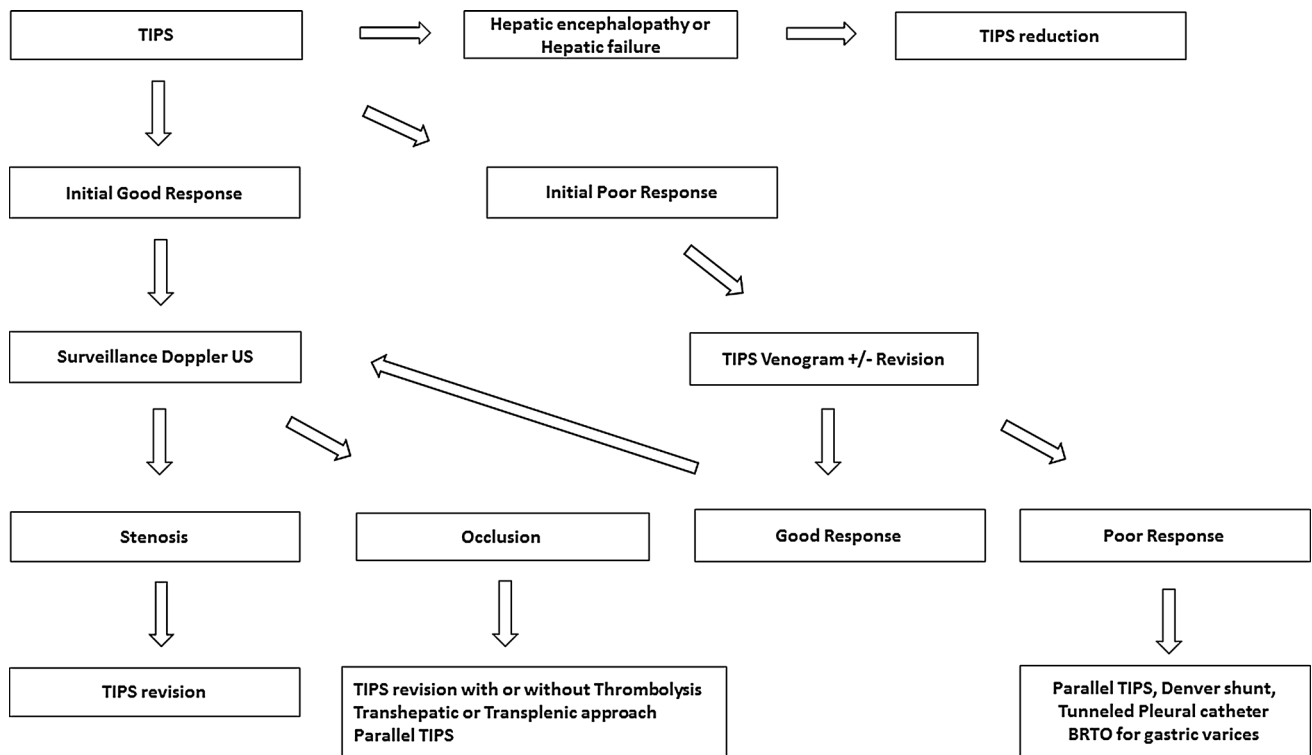 TIPS
Hepatic encephalopathy or
Hepatic failure
TIPS reduction
Initial Good Response
Initial Poor Response
Surveillance Doppler US
TIPS Venogram +/- Revision
Stenosis
Occlusion
Good Response
Poor Response
TIPS revision
TIPS revision with or without Thrombolysis
Transhepatic or Transplenic approach
Parallel TIPS
Parallel TIPS, Denver shunt,
Tunneled Pleural catheter
BRTO for gastric varices